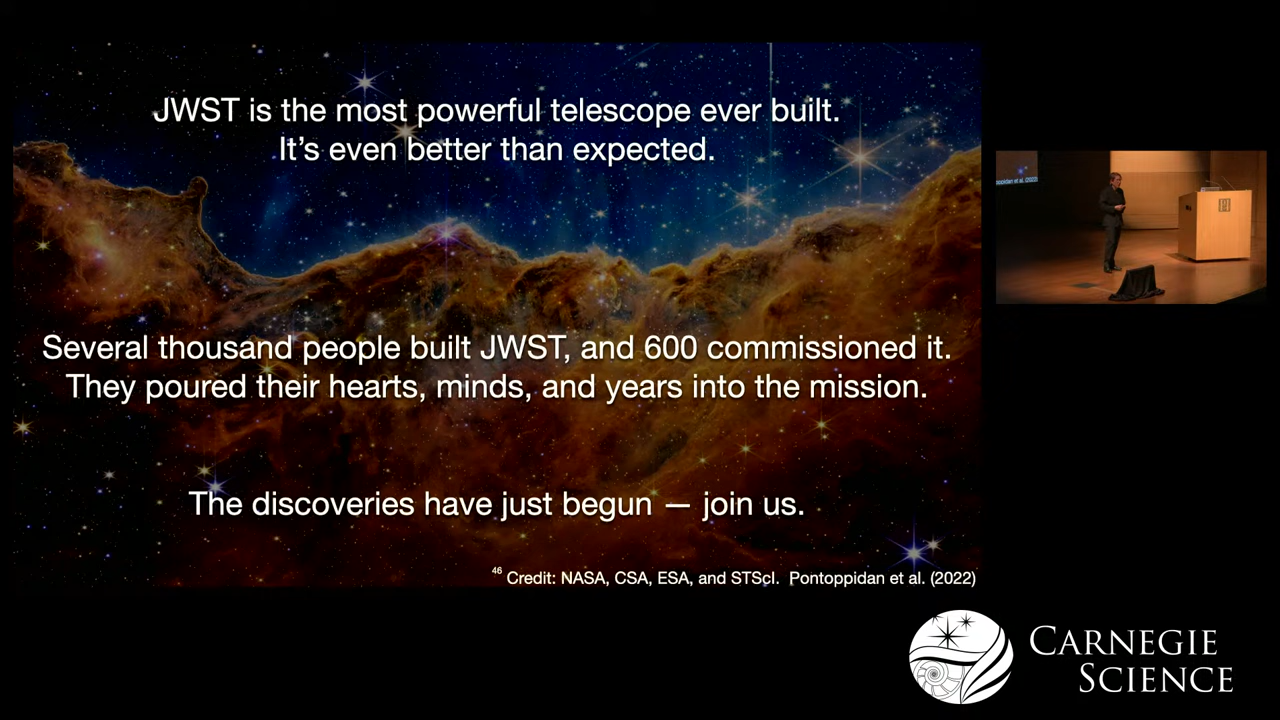 JWST is the most powerful telescope ever built.
It's even better than expected.
Several thousand people built JWST, and 600 commissioned it.
They poured their hearts, minds, and years into the mission.
The discoveries have just begun — join us.
46 Credit: NASA, CSA, ESA, and STScI. Pontoppidan et al. (2022)
CARNEGIE
SCIENCE